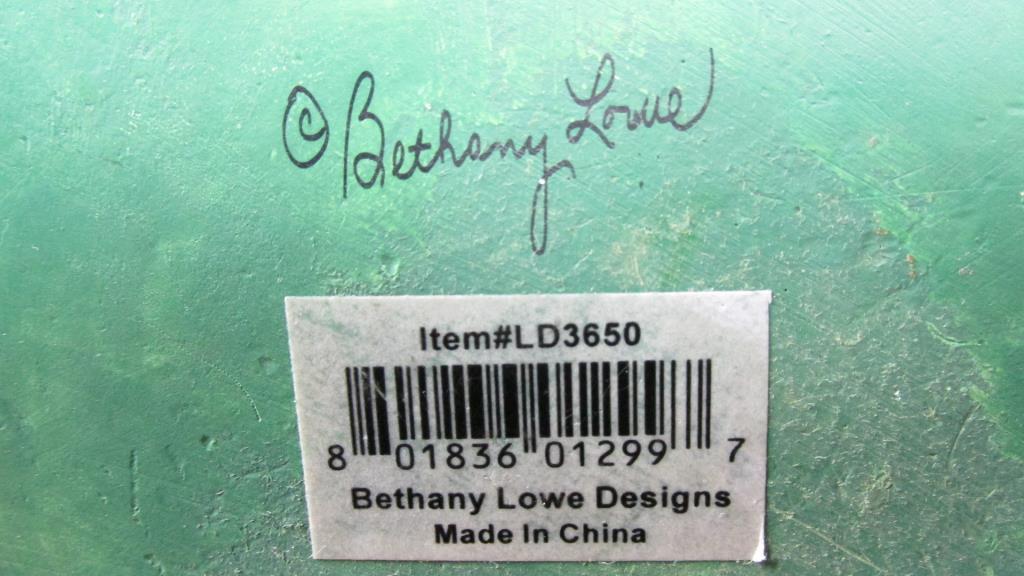 © Bethany Lowe
Item#LD3650
8 01836 01299 7
Bethany Lowe Designs
Made In China